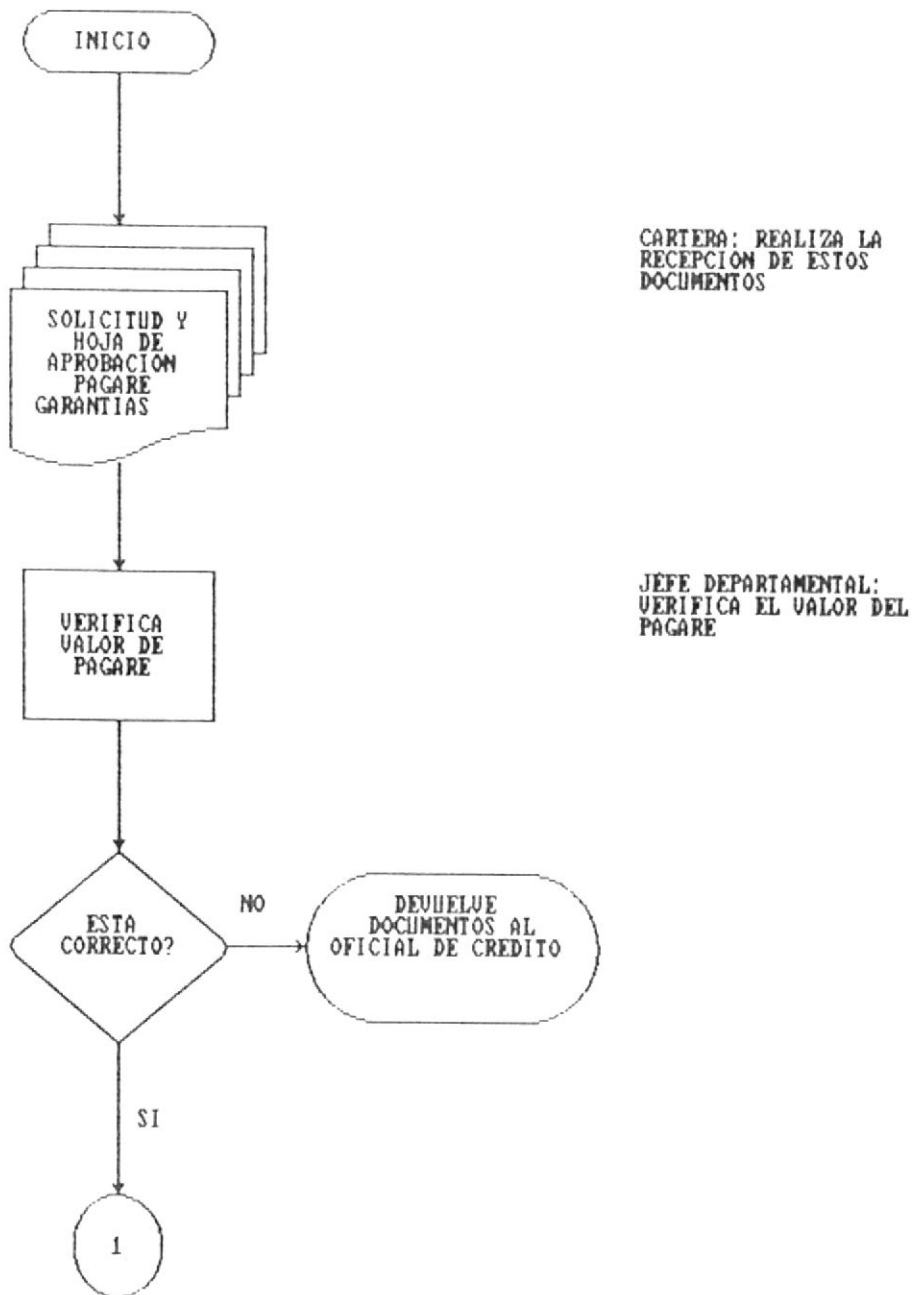 INICIO
SOLICITUD Y
HOJA DE
APROBACION
PAGARE
GARANTIAS
CARTERA: REALIZA LA
RECEPCION DE ESTOS
DOCUMENTOS
VERIFICA
VALOR DE
PAGARE
JEFE DEPARTAMENTAL:
VERIFICA EL VALOR DEL
PAGARE
ESTA
CORRECTO?
NO
DEVUELVE
DOCUMENTOS AL
OFICIAL DE CREDITO
SI
1